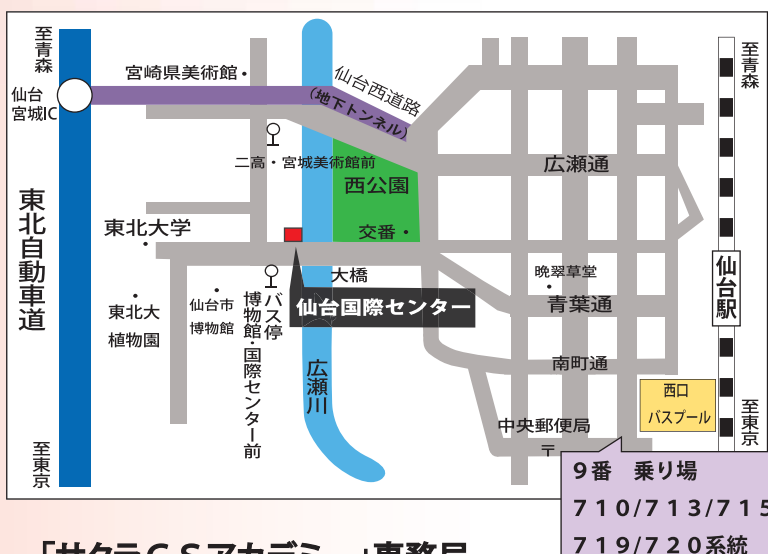 至青森
仙台
宮城IC
東北自動車道
至東京
宮崎県美術館
仙台西道路
(地下トンネル)
二高・宮城美術館前
西公園
交番
広瀬通
東北大学
東北大
植物園
仙台市
博物館
バス停
博物館・国際センター前
大橋
仙台国際センター
広瀬川
晩翠草堂
青葉通
南町通
中央郵便局
〒
至青森
仙台駅
至東京
西口
バスプール
9番 乗り場
710/713/715
719/720系統